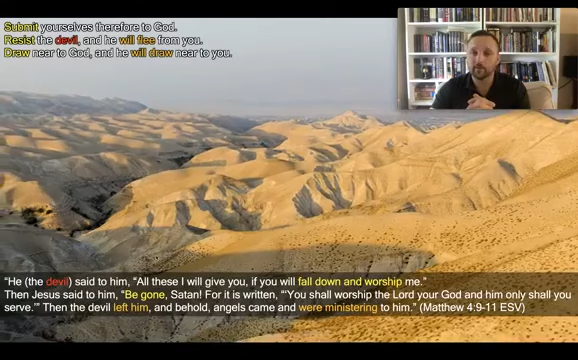 Submit yourselves therefore to God.
Resist the devil, and he will flee from you.
Draw near to God, and he will draw near to you.
“He (the devil) said to him, “All these I will give you, if you will fall down and worship me.”
Then Jesus said to him, “Be gone, Satan! For it is written, “‘You shall worship the Lord your God and him only shall you
serve.’” Then the devil left him, and behold, angels came and were ministering to him.” (Matthew 4:9-11 ESV)